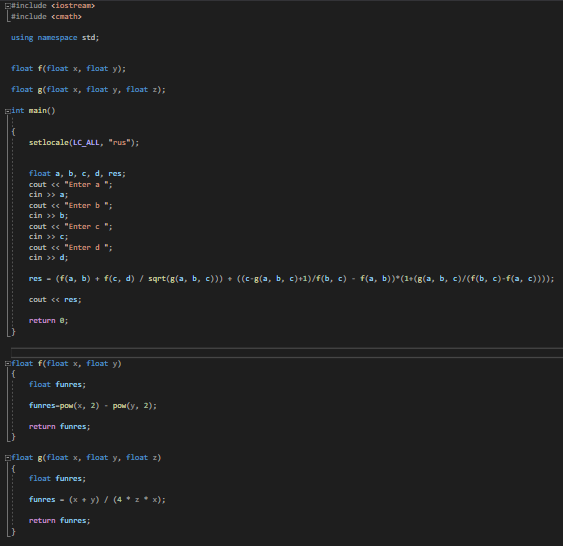 #include <iostream>
#include <cmath>
using namespace std;
float f(float x, float y);
float g(float x, float y, float z);
int main()
{
setlocale(LC_ALL, "rus");
float a, b, c, d, res;
cout << "Enter a ";
cin >> a;
cout << "Enter b ";
cin >> b;
cout << "Enter c ";
cin >> c;
cout << "Enter d ";
cin >> d;
res = (f(a, b) + f(c, d) / sqrt(g(a, b, c))) + ((c-g(a, b, c)+1)/f(b, c) - f(a, b))*(1+(g(a, b, c)/(f(b, c)-f(a, c))));
cout << res;
return 0;
}
float f(float x, float y)
{
float funres;
funres=pow(x, 2) - pow(y, 2);
return funres;
}
float g(float x, float y, float z)
{
float funres;
funres = (x + y) / (4 * z * x);
return funres;
}